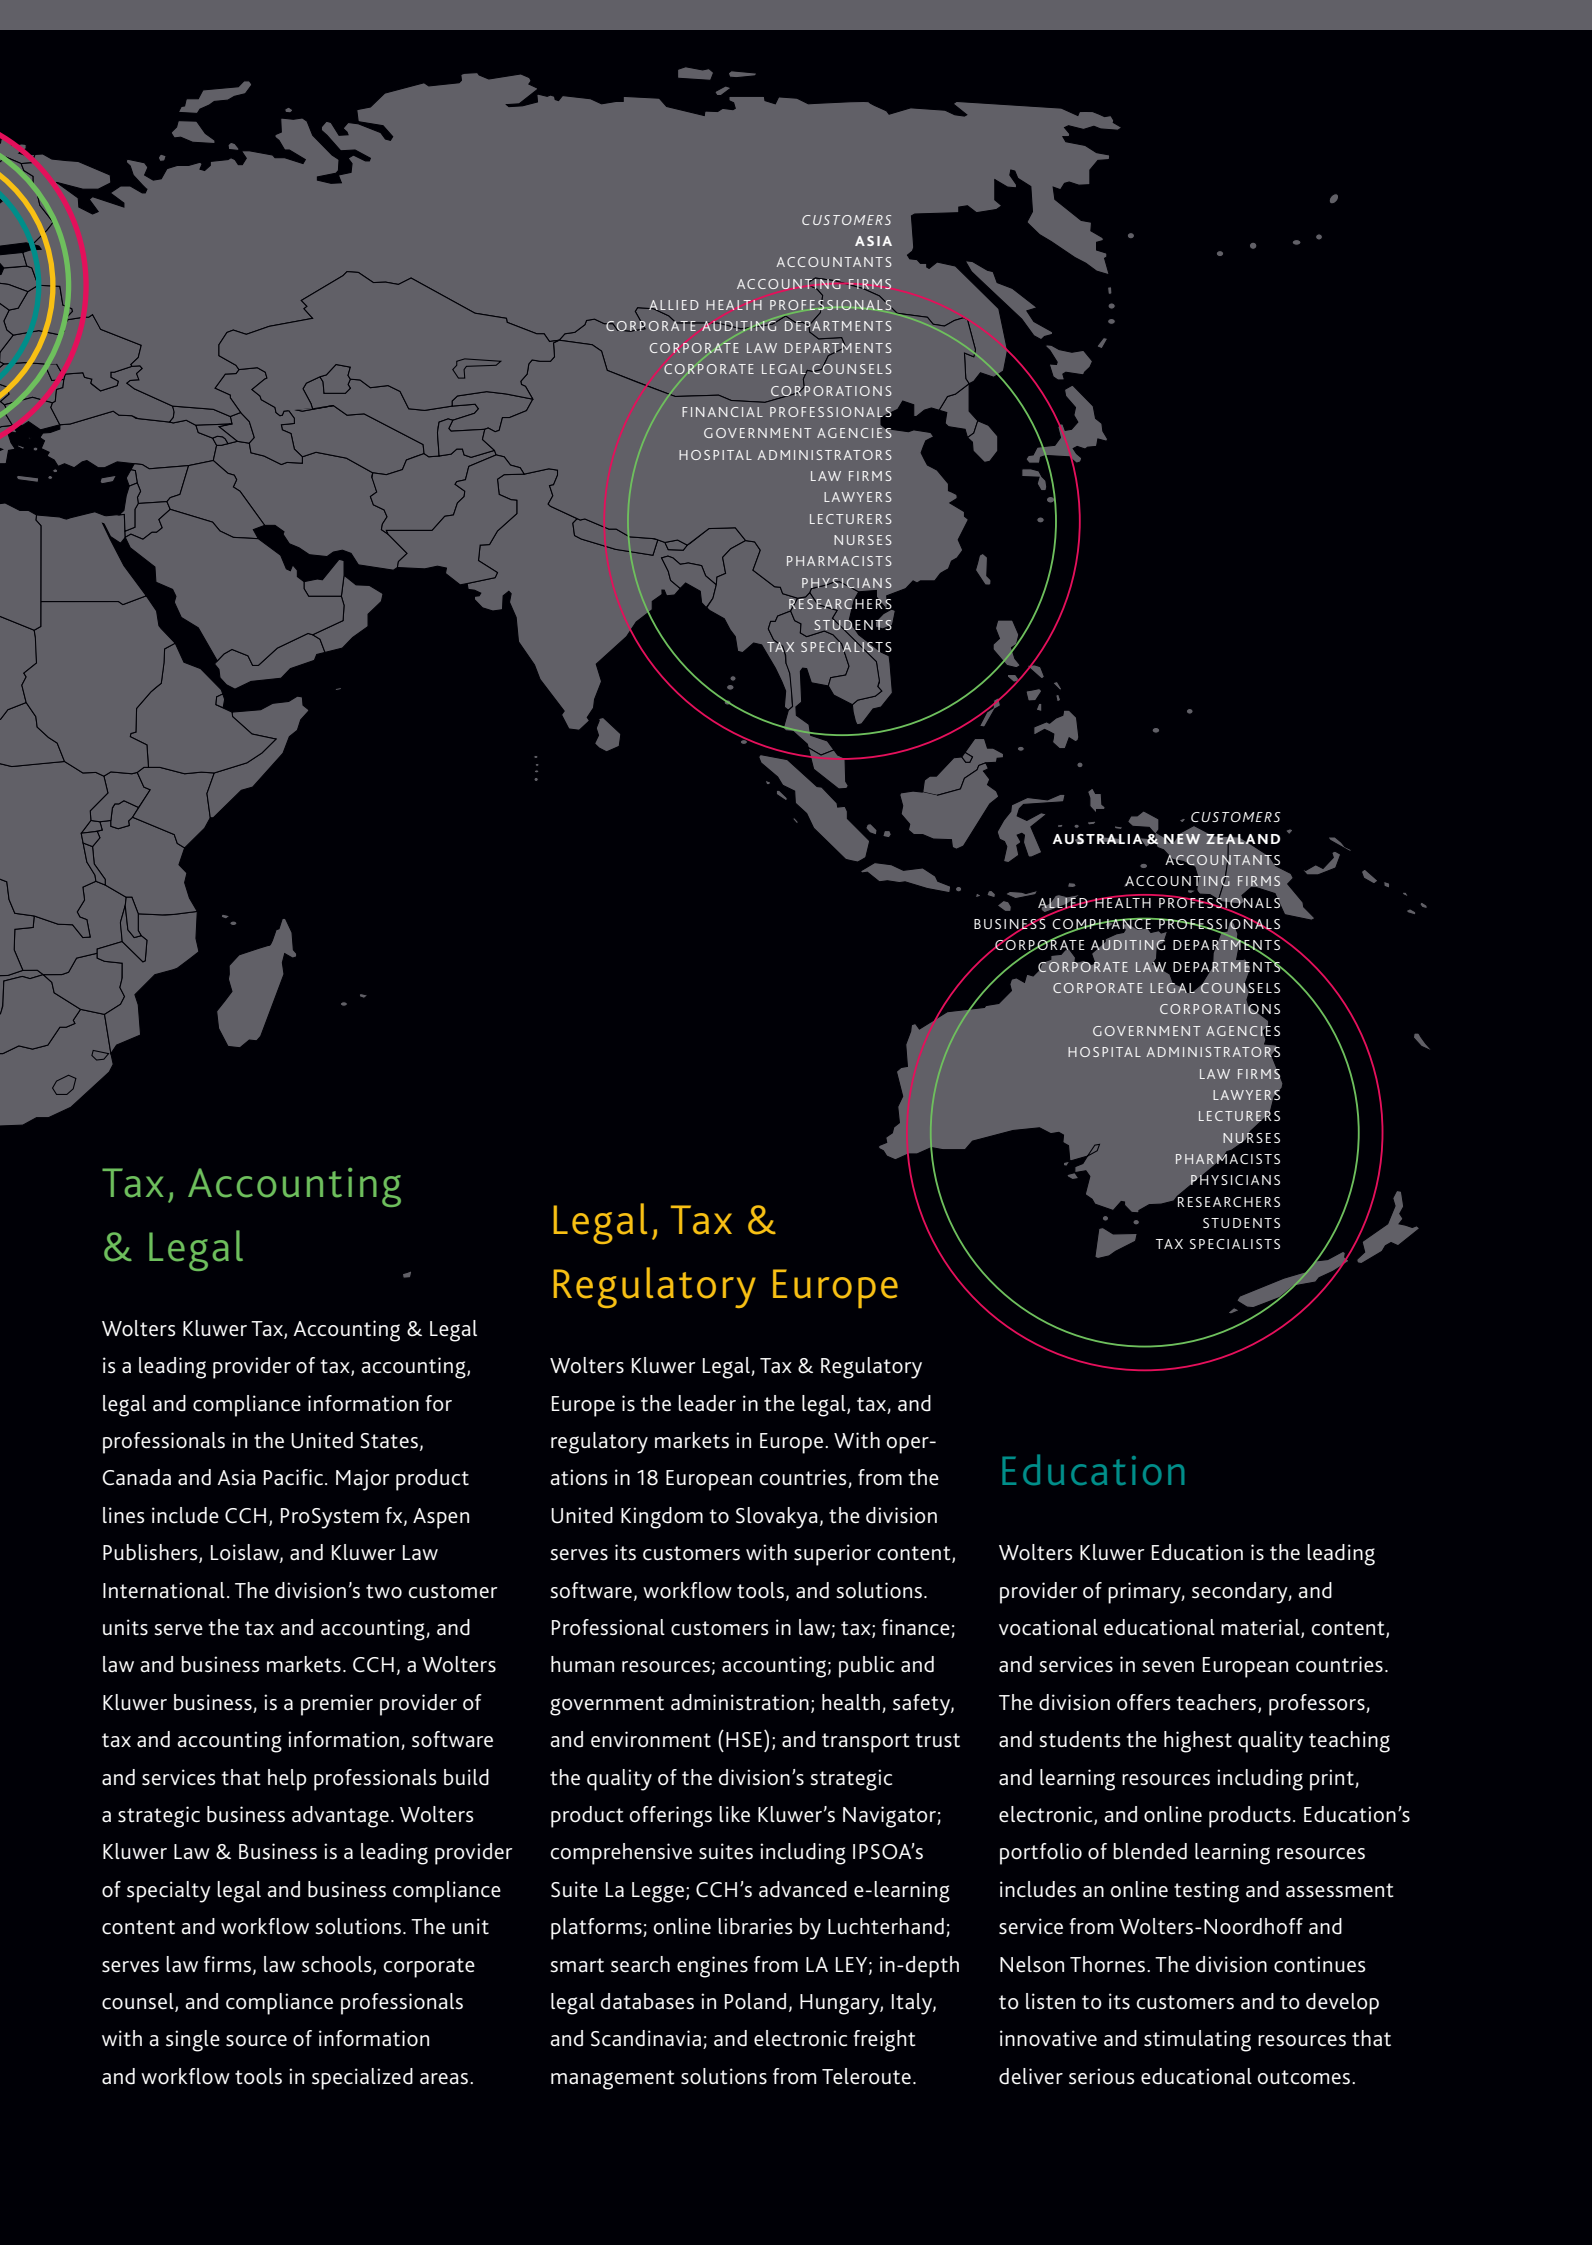 CUSTOMERS
ASIA
ACCOUNTANTS
ACCOUNTING FIRMS
ALLIED HEALTH PROFESSIONALS
CORPORATE AUDITING DEPARTMENTS
CORPORATE LAW DEPARTMENTS
CORPORATE LEGAL COUNSELS
CORPORATIONS
FINANCIAL PROFESSIONALS
GOVERNMENT AGENCIES
HOSPITAL ADMINISTRATORS
LAW FIRMS
LAWYERS
LECTURERS
NURSES
PHARMACISTS
PHYSICIANS
RESEARCHERS
STUDENTS
TAX SPECIALISTS
CUSTOMERS
AUSTRALIA & NEW ZEALAND
ACCOUNTANTS
ACCOUNTING FIRMS
ALLIED HEALTH PROFESSIONALS
BUSINESS COMPLIANCE PROFESSIONALS
CORPORATE AUDITING DEPARTMENTS
CORPORATE LAW DEPARTMENTS
CORPORATE LEGAL COUNSELS
CORPORATIONS
GOVERNMENT AGENCIES
HOSPITAL ADMINISTRATORS
LAW FIRMS
LAWYERS
LECTURERS
NURSES
PHARMACISTS
PHYSICIANS
RESEARCHERS
STUDENTS
TAX SPECIALISTS
Tax, Accounting
& Legal
Wolters Kluwer Tax, Accounting & Legal
is a leading provider of tax, accounting,
legal and compliance information for
professionals in the United States,
Canada and Asia Pacific. Major product
lines include CCH, ProSystem fx, Aspen
Publishers, Loislaw, and Kluwer Law
International. The division’s two customer
units serve the tax and accounting, and
law and business markets. CCH, a Wolters
Kluwer business, is a premier provider of
tax and accounting information, software
and services that help professionals build
a strategic business advantage. Wolters
Kluwer Law & Business is a leading provider
of specialty legal and business compliance
content and workflow solutions. The unit
serves law firms, law schools, corporate
counsel, and compliance professionals
with a single source of information
and workflow tools in specialized areas.
Legal, Tax &
Regulatory Europe
Wolters Kluwer Legal, Tax & Regulatory
Europe is the leader in the legal, tax, and
regulatory markets in Europe. With oper-
ations in 18 European countries, from the
United Kingdom to Slovakya, the division
serves its customers with superior content,
software, workflow tools, and solutions.
Professional customers in law; tax; finance;
human resources; accounting; public and
government administration; health, safety,
and environment (HSE); and transport trust
the quality of the division’s strategic
product offerings like Kluwer’s Navigator;
comprehensive suites including IPSOA’s
Suite La Legge; CCH’s advanced e-learning
platforms; online libraries by Luchterhand;
smart search engines from LA LEY; in-depth
legal databases in Poland, Hungary, Italy,
and Scandinavia; and electronic freight
management solutions from Teleroute.
Education
Wolters Kluwer Education is the leading
provider of primary, secondary, and
vocational educational material, content,
and services in seven European countries.
The division offers teachers, professors,
and students the highest quality teaching
and learning resources including print,
electronic, and online products. Education’s
portfolio of blended learning resources
includes an online testing and assessment
service from Wolters-Noordhoff and
Nelson Thornes. The division continues
to listen to its customers and to develop
innovative and stimulating resources that
deliver serious educational outcomes.